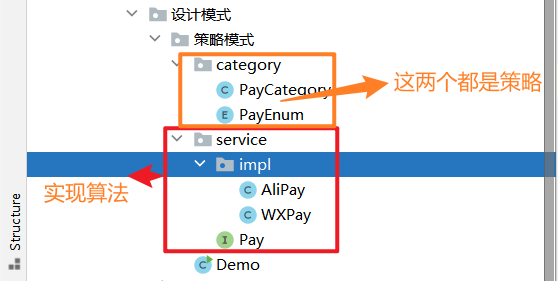 设计模式
策略模式
category
C PayCategory
E PayEnum
这两个都是策略
service
impl
实现算法
C AliPay
C WXPay
I Pay
C Demo
Structure